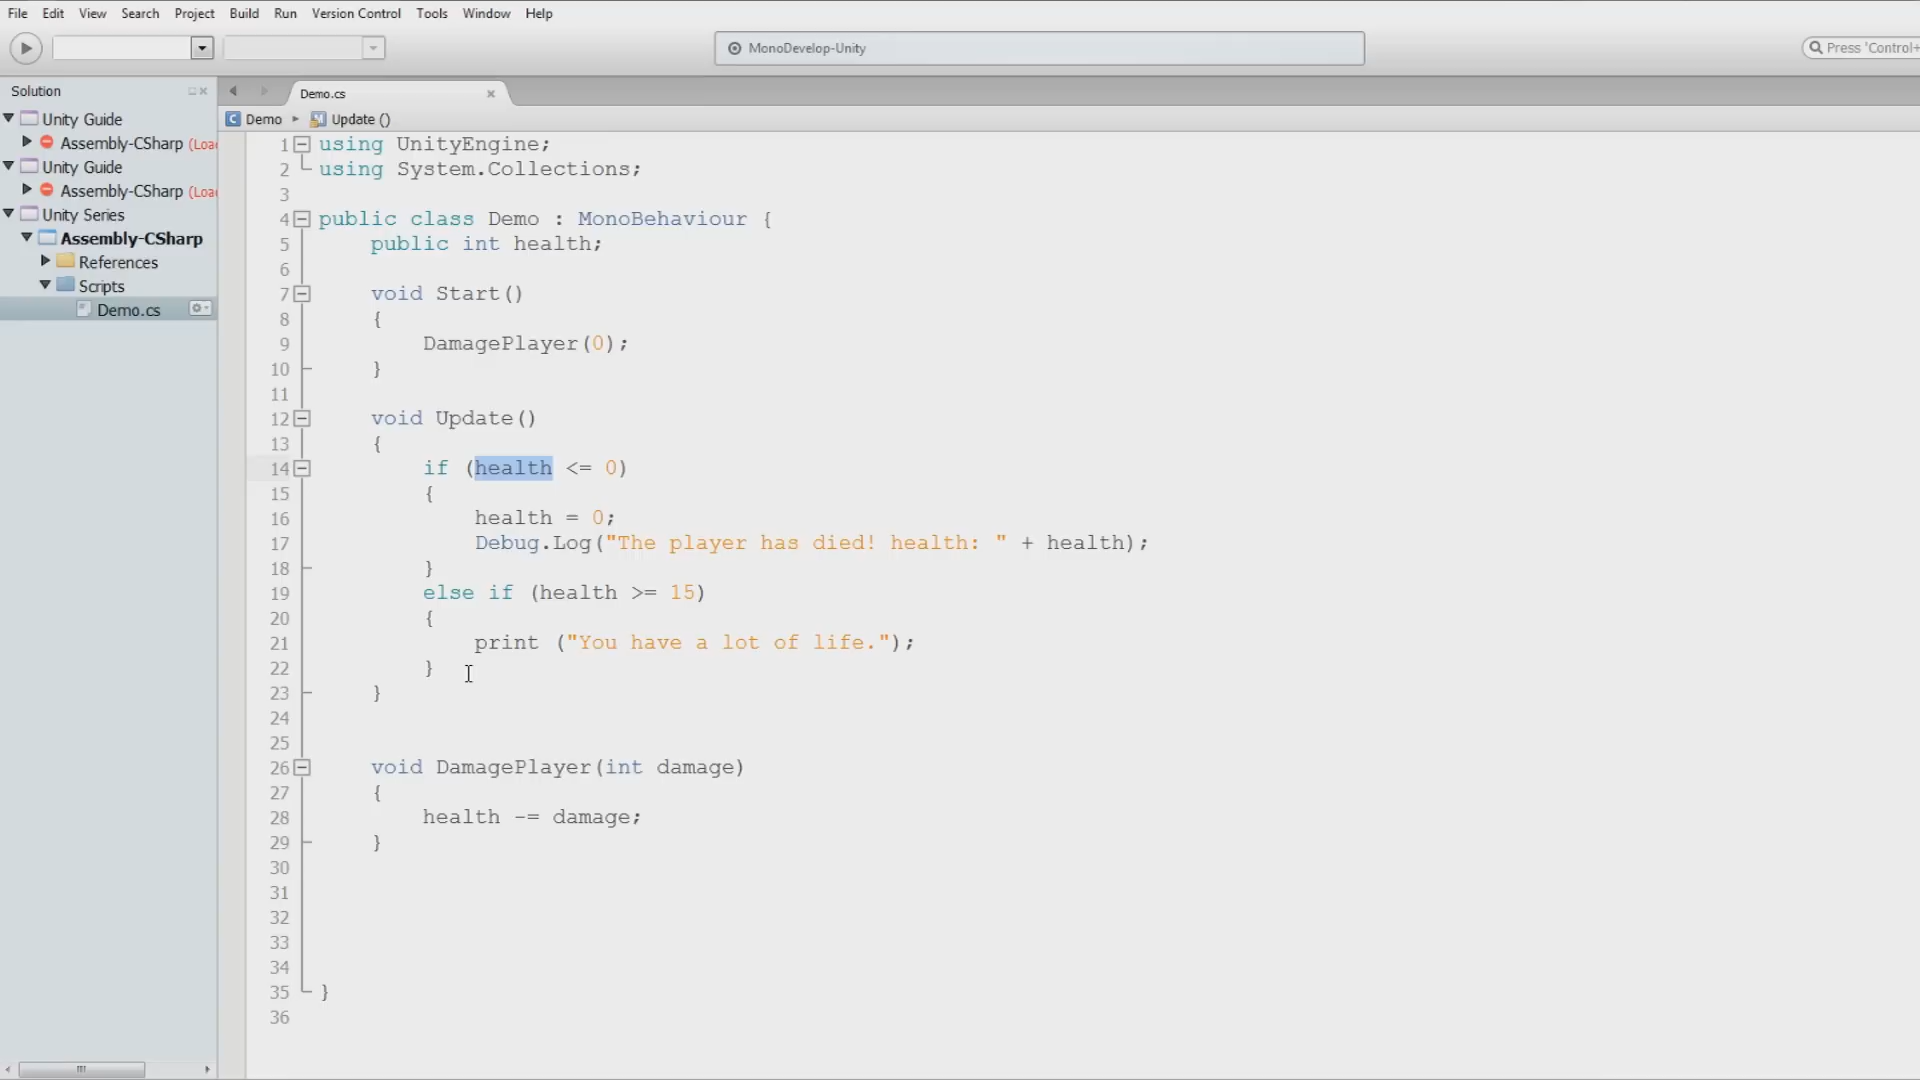 File Edit View Search Project Build Run Version Control Tools Window Help
MonoDevelop-Unity
Press 'Control+
Solution
Unity Guide
Assembly-CSharp (Loa
Unity Guide
Assembly-CSharp (Loa
Unity Series
Assembly-CSharp
References
Scripts
Demo.cs
Demo.cs
Demo Update ()
1 using UnityEngine;
2 using System.Collections;
3
4 public class Demo : MonoBehaviour {
5 public int health;
6
7 void Start()
8 {
9 DamagePlayer(0);
10 }
11
12 void Update()
13 {
14 if (health <= 0)
15 {
16 health = 0;
17 Debug.Log("The player has died! health: " + health);
18 }
19 else if (health >= 15)
20 {
21 print ("You have a lot of life.");
22 }
23 }
24
25
26 void DamagePlayer(int damage)
27 {
28 health -= damage;
29 }
30
31
32
33
34
35 }
36